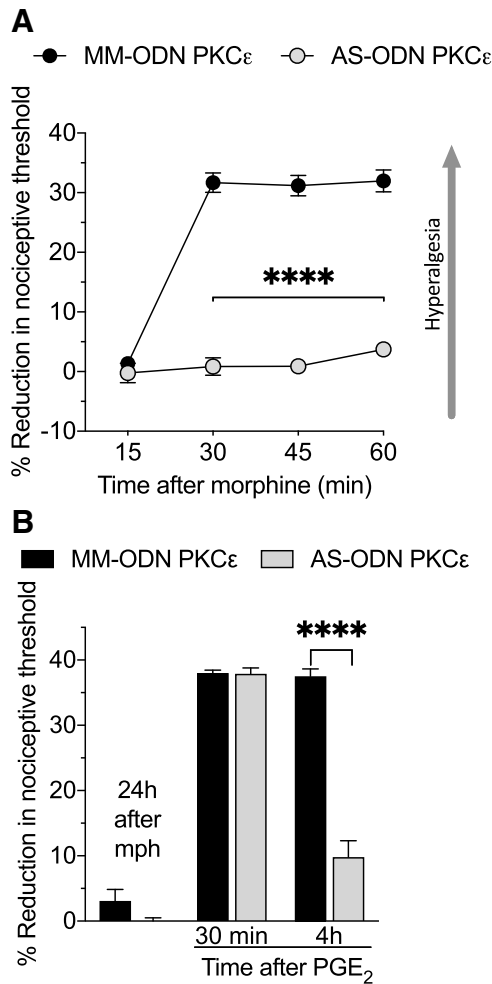 A
MM-ODN PKCε AS-ODN PKCε
% Reduction in nociceptive threshold
40
30
20
10
0
-10
****
Hyperalgesia
15 30 45 60
Time after morphine (min)
B
MM-ODN PKCε AS-ODN PKCε
% Reduction in nociceptive threshold
40
30
20
10
0
****
24h
after
mph
30 min 4h
Time after PGE₂